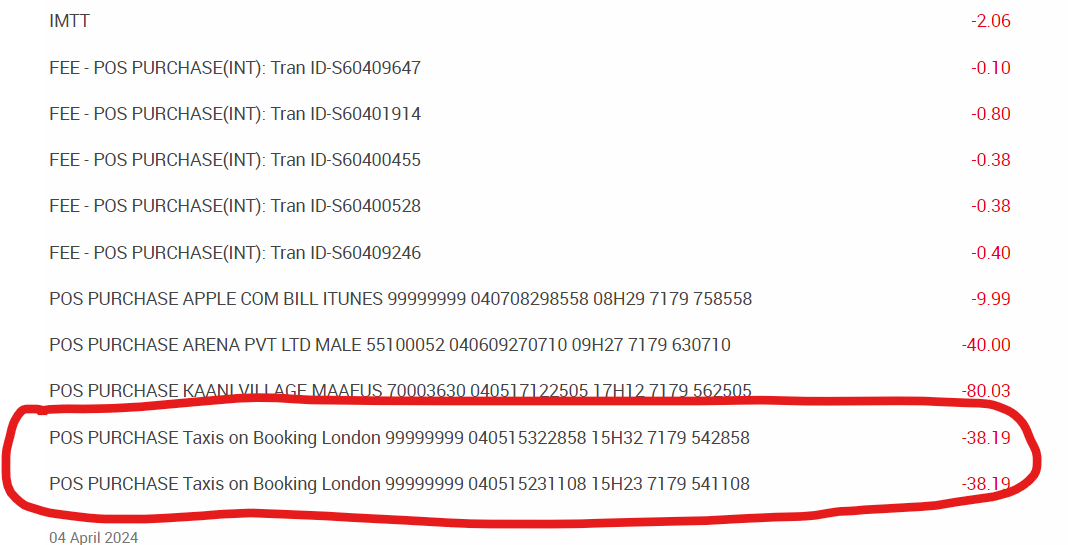 IMTT -2.06
FEE - POS PURCHASE(INT): Tran ID-S60409647 -0.10
FEE - POS PURCHASE(INT): Tran ID-S60401914 -0.80
FEE - POS PURCHASE(INT): Tran ID-S60400455 -0.38
FEE - POS PURCHASE(INT): Tran ID-S60400528 -0.38
FEE - POS PURCHASE(INT): Tran ID-S60409246 -0.40
POS PURCHASE APPLE COM BILL ITUNES 99999999 040708298558 08H29 7179 758558 -9.99
POS PURCHASE ARENA PVT LTD MALE 55100052 040609270710 09H27 7179 630710 -40.00
POS PURCHASE KAANI VILLAGE MAAFUS 70003630 040517122505 17H12 7179 562505 -80.03
POS PURCHASE Taxis on Booking London 99999999 040515322858 15H32 7179 542858 -38.19
POS PURCHASE Taxis on Booking London 99999999 040515231108 15H23 7179 541108 -38.19
04 April 2024